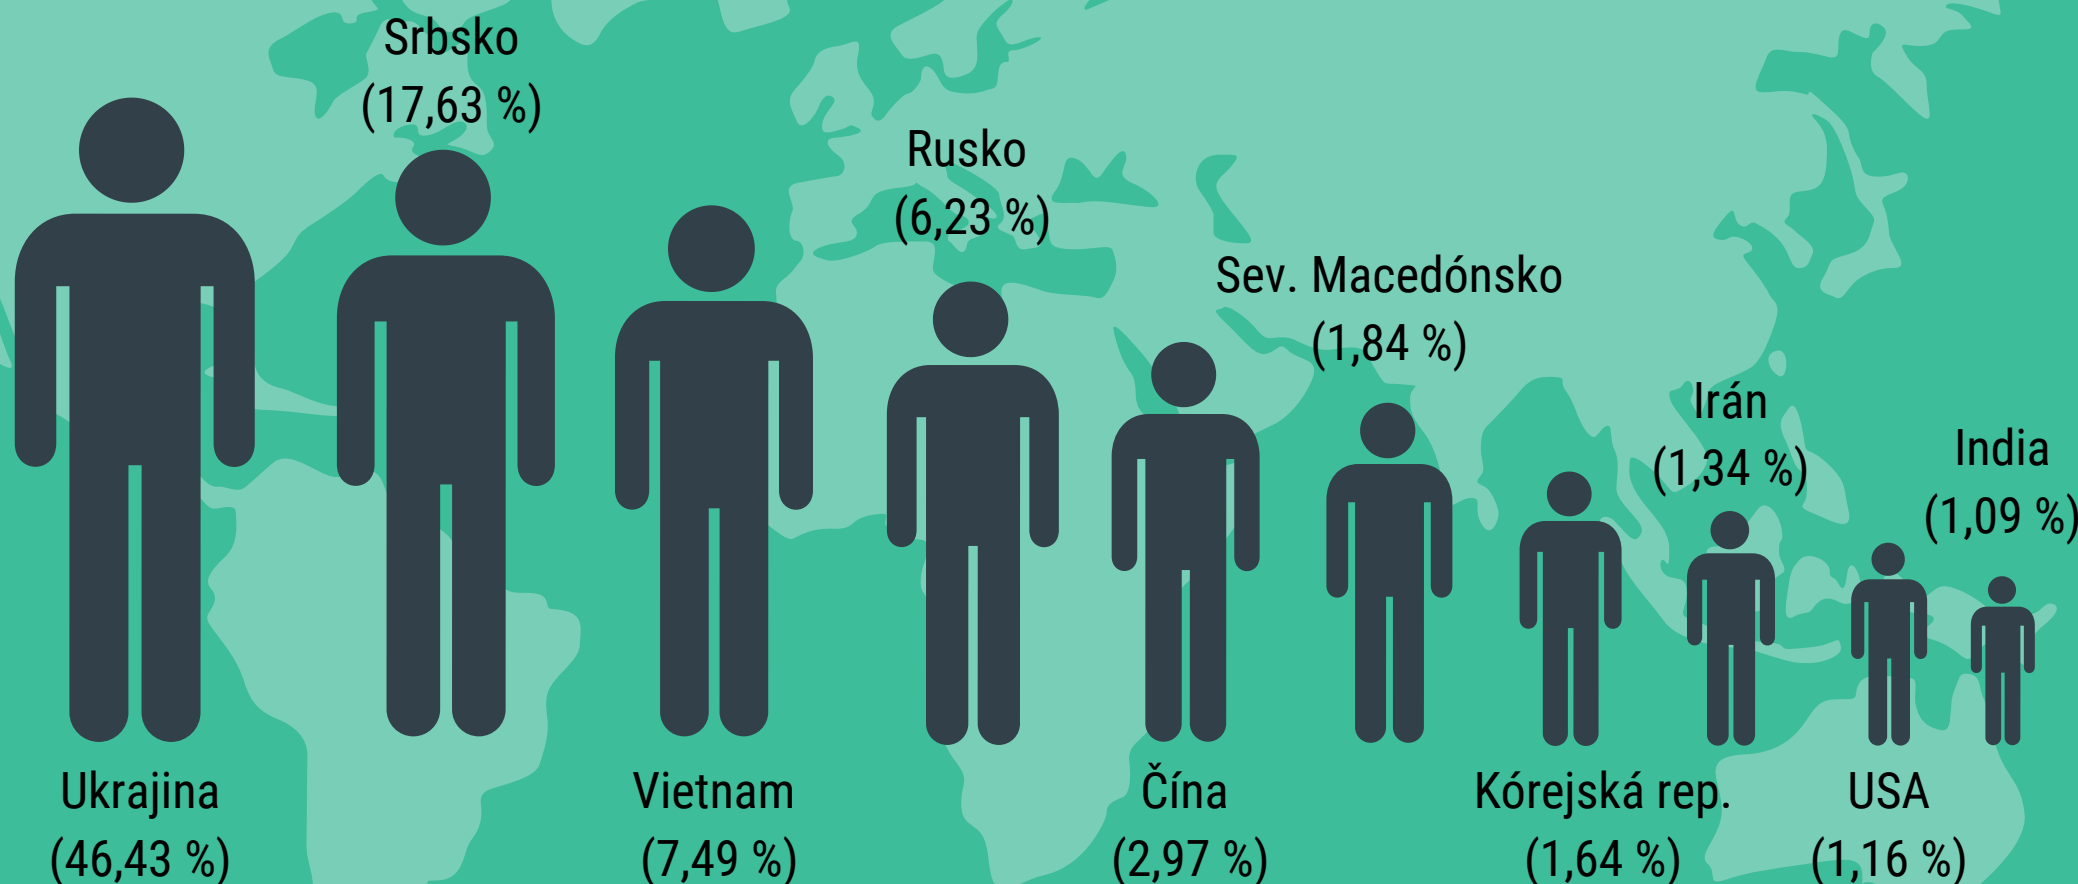 Srbsko
(17,63 %)
Rusko
(6,23 %)
Sev. Macedónsko
(1,84 %)
Irán
(1,34 %)
India
(1,09 %)
Ukrajina
(46,43 %)
Vietnam
(7,49 %)
Čína
(2,97 %)
Kórejská rep.
(1,64 %)
USA
(1,16 %)